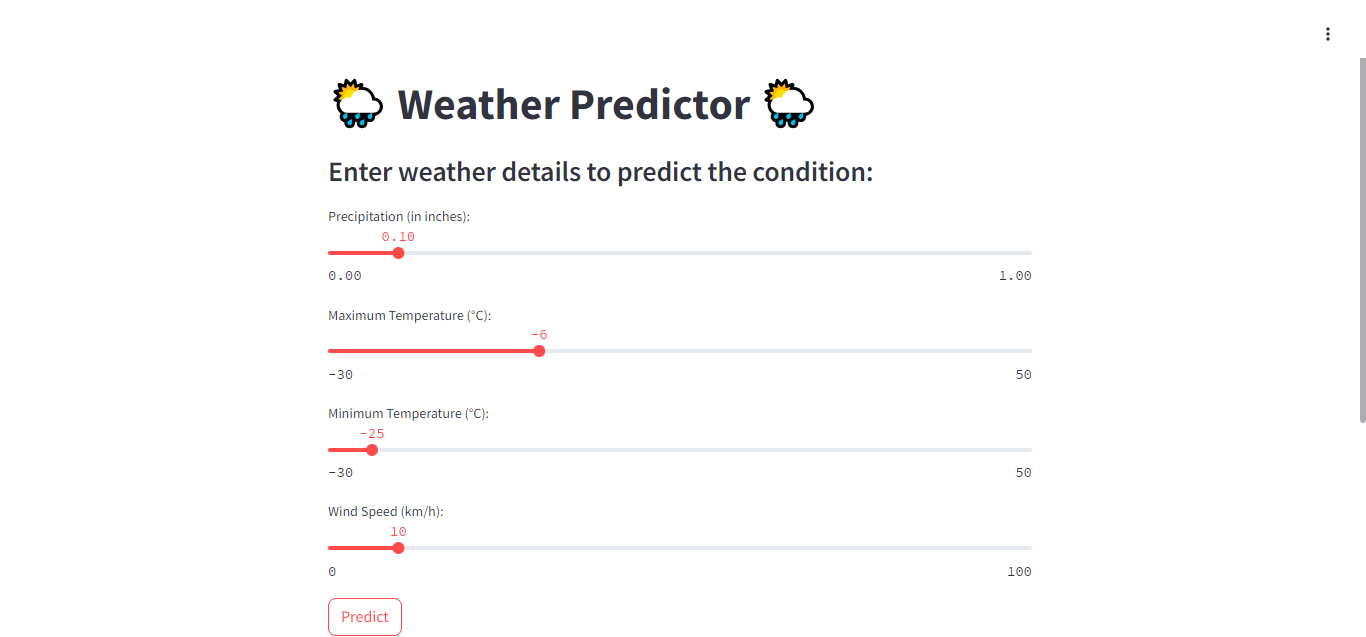 Weather Predictor
Enter weather details to predict the condition:
Precipitation (in inches):
0.10
0.00 1.00
Maximum Temperature (°C):
-6
-30 50
Minimum Temperature (°C):
-25
-30 50
Wind Speed (km/h):
10
0 100
Predict